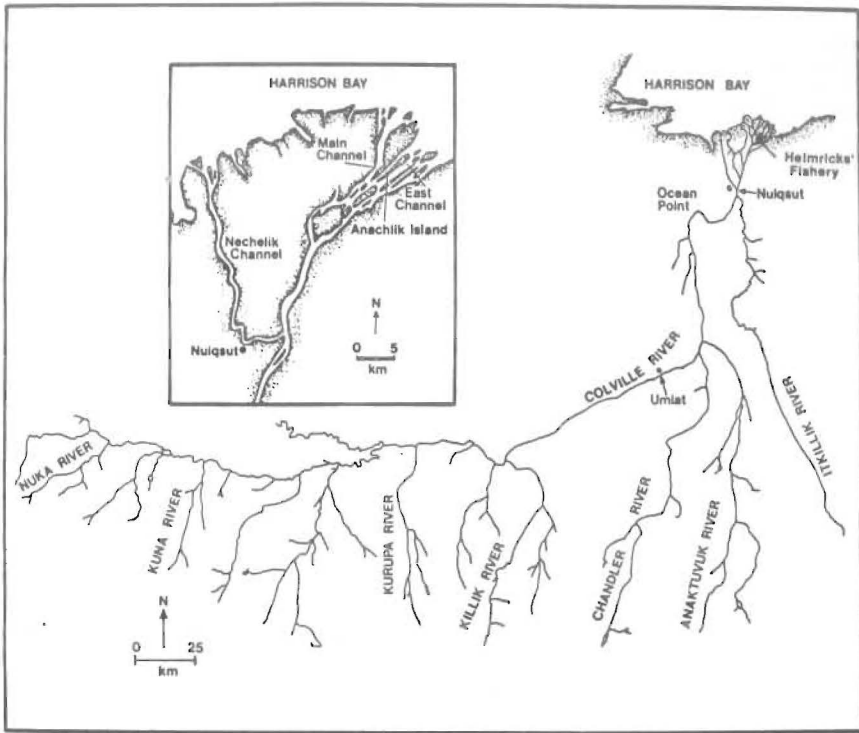 HARRISON BAY
Main
Channel
East
Channel
Anachlik Island
Nechelik
Channel
Nuiqsut
N
0 5
km
HARRISON BAY
Helmricks'
Fishery
Ocean
Point
Nuiqsut
COLVILLE RIVER
Umiat
ITKILLIK RIVER
NUKA RIVER
KUNA RIVER
KURUPA RIVER
KILLIK RIVER
CHANDLER RIVER
ANAKTUVUK RIVER
N
0 25
km